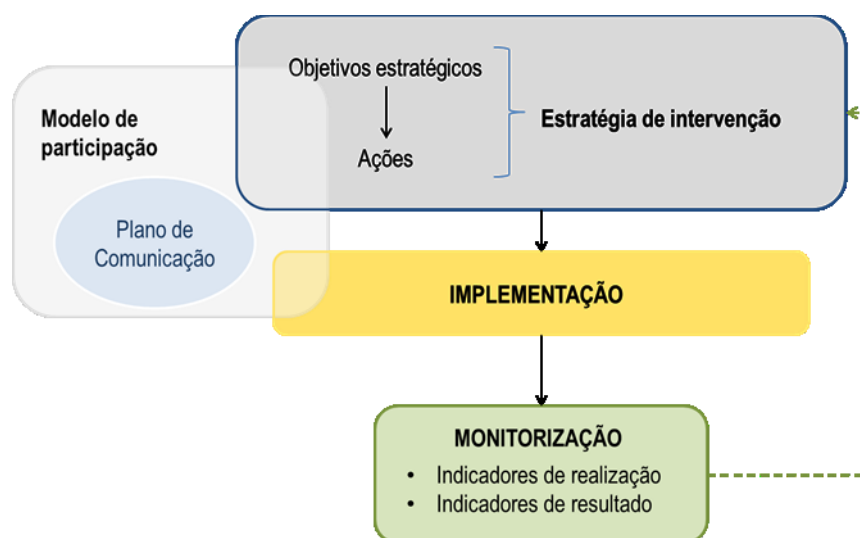 Objetivos estratégicos
Ações
Estratégia de intervenção
Modelo de
participação
Plano de
Comunicação
IMPLEMENTAÇÃO
MONITORIZAÇÃO
• Indicadores de realização
• Indicadores de resultado